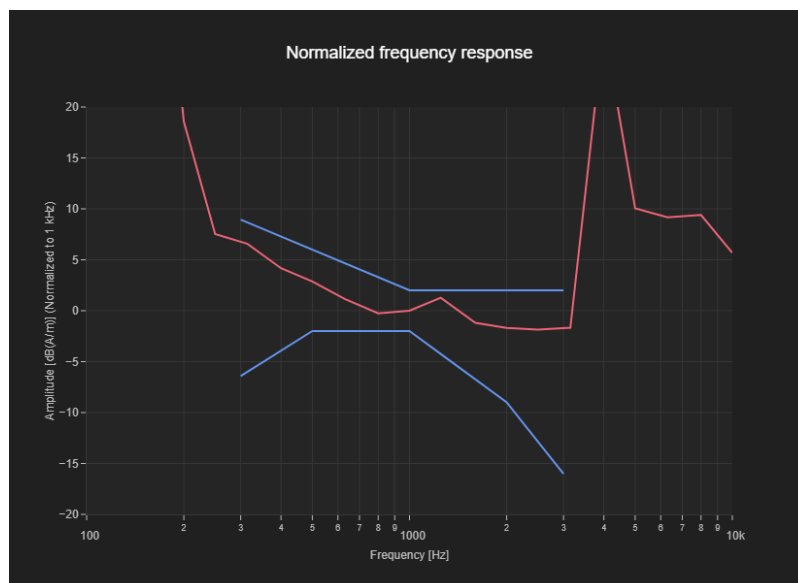 Normalized frequency response
Amplitude [dB(A/m)] (Normalized to 1 kHz)
20
15
10
5
0
−5
−10
−15
−20
100 2 3 4 5 6 7 8 9 1000 2 3 4 5 6 7 8 9 10k
Frequency [Hz]